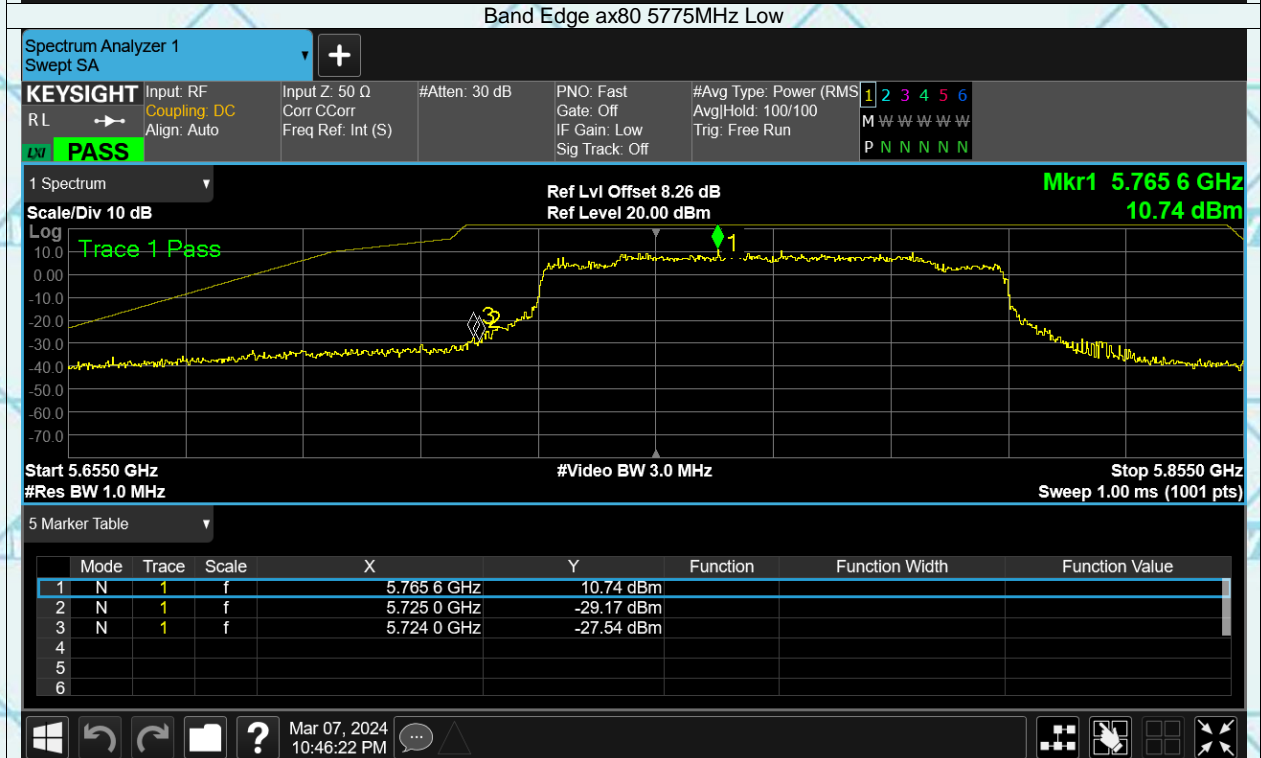 Band Edge ax80 5775MHz Low
Spectrum Analyzer 1
Swept SA
+
KEYSIGHT
RL
LXI PASS
Input: RF
Coupling: DC
Align: Auto
Input Z: 50 Ω
Corr CCorr
Freq Ref: Int (S)
#Atten: 30 dB
PNO: Fast
Gate: Off
IF Gain: Low
Sig Track: Off
#Avg Type: Power (RMS
Avg|Hold: 100/100
Trig: Free Run
1 2 3 4 5 6
M W W W W W
P N N N N N
1 Spectrum
Scale/Div 10 dB
Ref Lvl Offset 8.26 dB
Ref Level 20.00 dBm
Mkr1 5.765 6 GHz
10.74 dBm
Log
Trace 1 Pass
10.0
0.00
-10.0
-20.0
-30.0
-40.0
-50.0
-60.0
-70.0
1
3 2
Start 5.6550 GHz
#Video BW 3.0 MHz
Stop 5.8550 GHz
#Res BW 1.0 MHz
Sweep 1.00 ms (1001 pts)
5 Marker Table
Mode Trace Scale X Y Function Function Width Function Value
1 N 1 f 5.765 6 GHz 10.74 dBm
2 N 1 f 5.725 0 GHz -29.17 dBm
3 N 1 f 5.724 0 GHz -27.54 dBm
4
5
6
?
Mar 07, 2024
10:46:22 PM